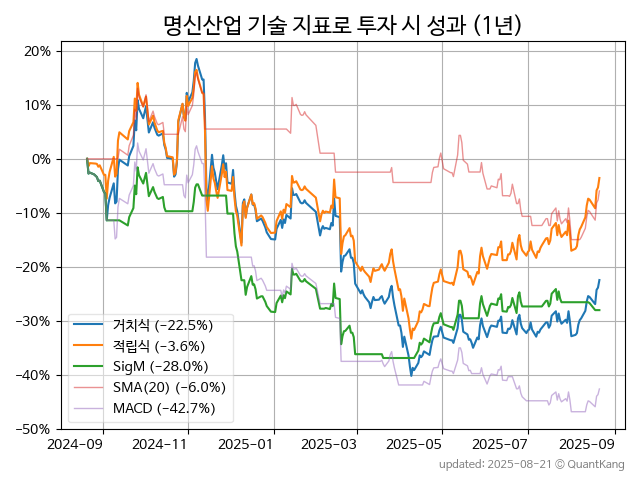 명신산업 기술 지표로 투자 시 성과 (1년)
20%
10%
0%
−10%
−20%
−30%
−40%
−50%
거치식 (−22.5%)
적립식 (−3.6%)
SigM (−28.0%)
SMA(20) (−6.0%)
MACD (−42.7%)
2024-09 2024-11 2025-01 2025-03 2025-05 2025-07 2025-09
updated: 2025-08-21 © QuantKang